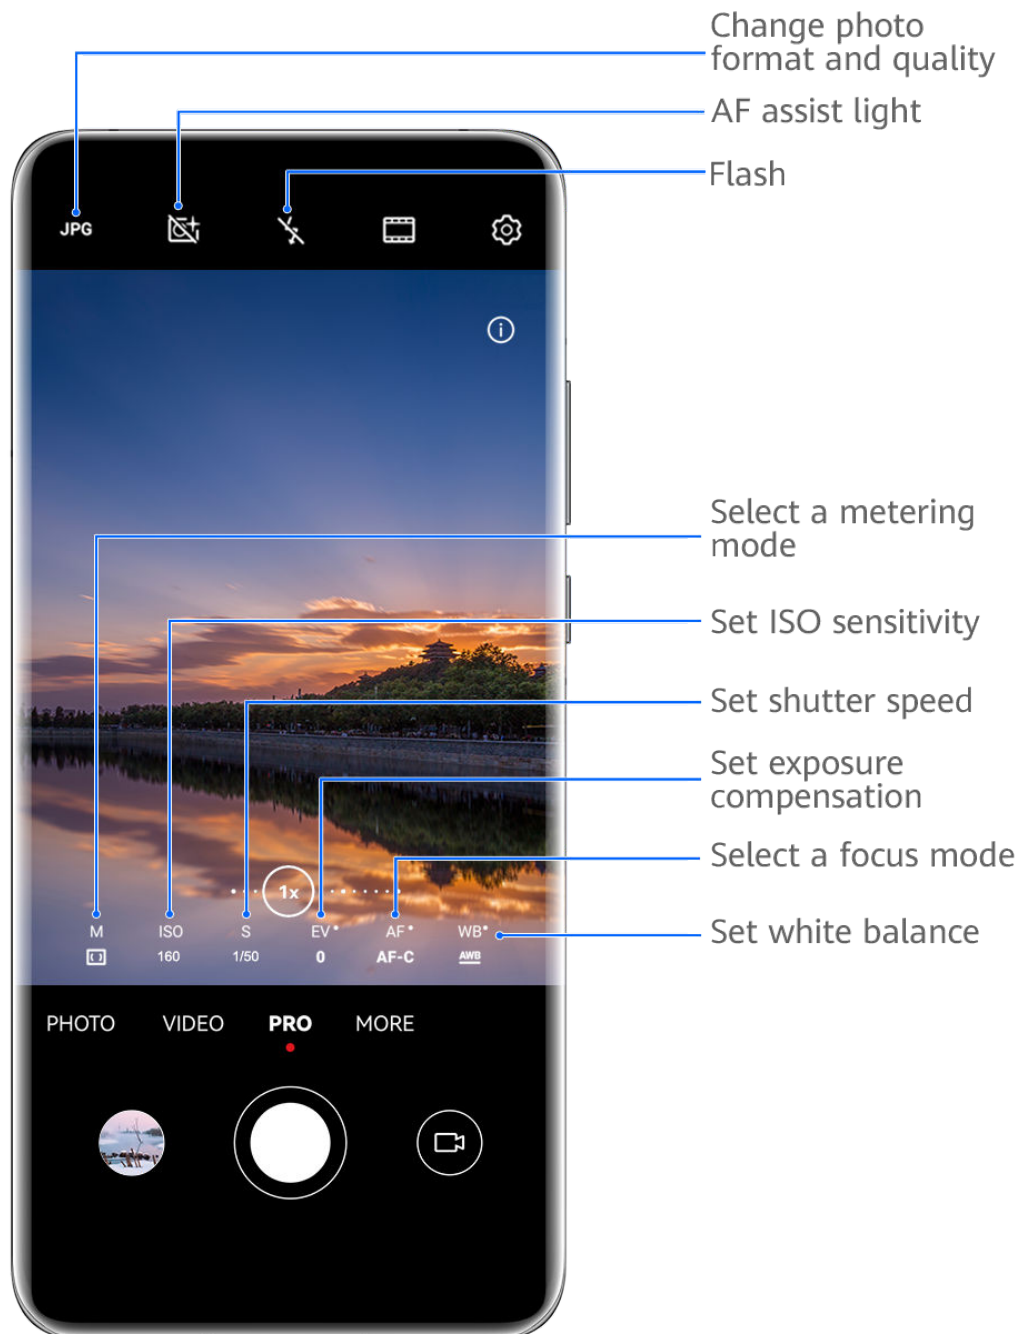 Change photo
format and quality
AF assist light
Flash
JPG
Select a metering
mode
Set ISO sensitivity
Set shutter speed
Set exposure
compensation
Select a focus mode
Set white balance
1x
M ISO S EV AF WB
160 1/50 0 AF-C AWB
PHOTO VIDEO PRO MORE